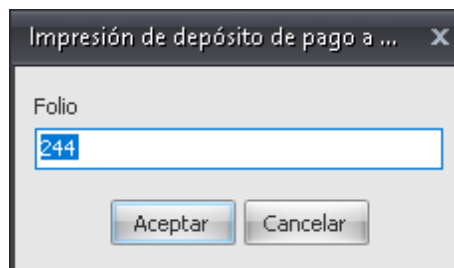 Impresión de depósito de pago a ...
Folio
244
Aceptar
Cancelar